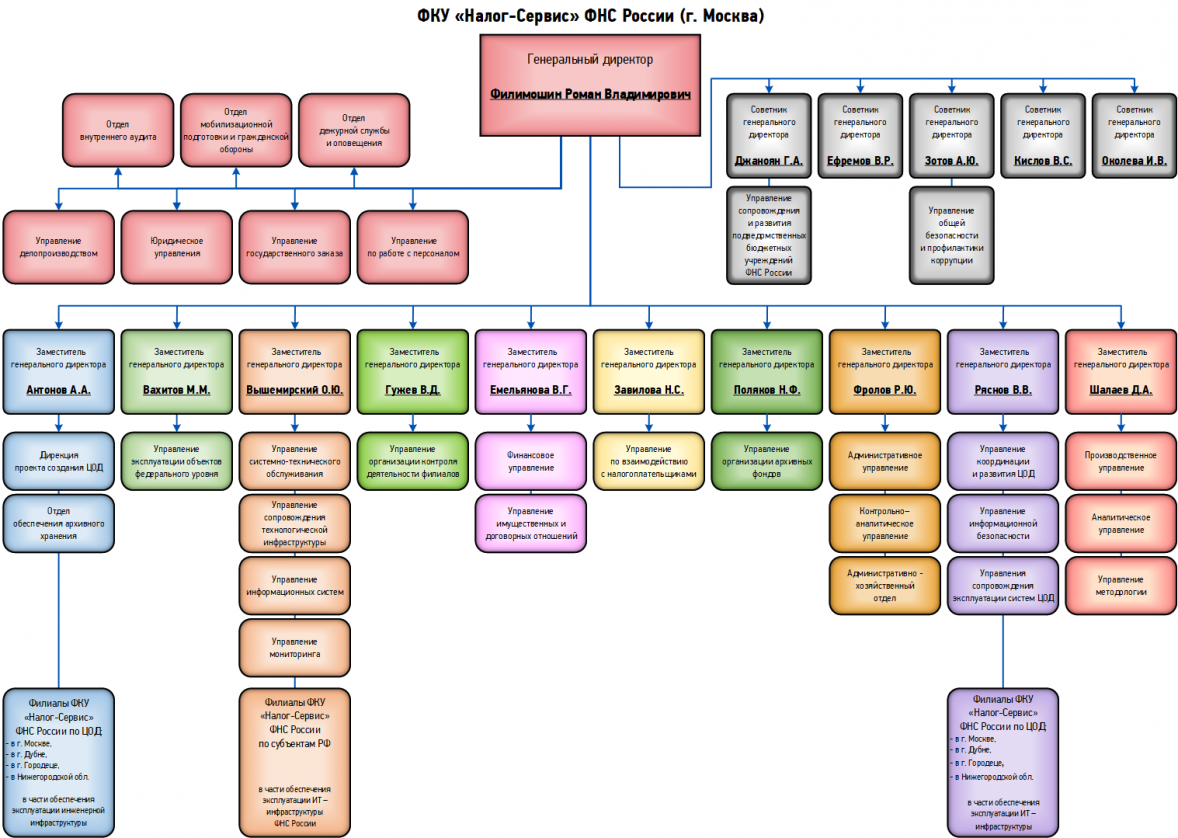 ФКУ «Налог-Сервис» ФНС России (г. Москва)
Генеральный директор
Филимошин Роман Владимирович
Отдел
внутреннего аудита
Отдел
мобилизационной
подготовки и гражданской
обороны
Отдел
дежурной службы
и оповещения
Советник
генерального
директора
Джаноян Г.А.
Советник
генерального
директора
Ефремов В.Р.
Советник
генерального
директора
Зотов А.Ю.
Советник
генерального
директора
Кислов В.С.
Советник
генерального
директора
Околева И.В.
Управление
сопровождения
и развития
подведомственных
бюджетных
учреждений
ФНС России
Управление
общей
безопасности
и профилактики
коррупции
Управление
делопроизводством
Юридическое
управления
Управление
государственного заказа
Управление
по работе с персоналом
Заместитель
генерального директора
Антонов А.А.
Заместитель
генерального директора
Вахитов М.М.
Заместитель
генерального директора
Вышемирский О.Ю.
Заместитель
генерального директора
Гунев В.Д.
Заместитель
генерального директора
Емельянова В.Г.
Заместитель
генерального директора
Завилова Н.С.
Заместитель
генерального директора
Поляков Н.Ф.
Заместитель
генерального директора
Фролов Р.Ю.
Заместитель
генерального директора
Ряснов В.В.
Заместитель
генерального директора
Шалаев Д.А.
Дирекция
проекта создания ЦОД
Отдел
обеспечения архивного
хранения
Филиалы ФКУ
«Налог-Сервис»
ФНС России по ЦОД:
- в г. Москве,
- в г. Дубне,
- в г. Городеце,
- в Нижегородской обл.
в части обеспечения
эксплуатации инженерной
инфраструктуры
Управление
эксплуатации объектов
федерального уровня
Управление
системно-технического
обслуживания
Управление
сопровождения
технологической
инфраструктуры
Управление
информационных систем
Управление
мониторинга
Филиалы ФКУ
«Налог-Сервис»
ФНС России
по субъектам РФ
в части обеспечения
эксплуатации ИТ –
инфраструктуры
ФНС России
Управление
организации контроля
деятельности филиалов
Финансовое
управление
Управление
имущественных и
договорных отношений
Управление
по взаимодействию
с налогоплательщиками
Управление
организации архивных
фондов
Административное
управление
Контрольно-
аналитическое
управление
Административно -
хозяйственный
отдел
Управление
координации
и развития ЦОД
Управление
информационной
безопасности
Управления
сопровождения
эксплуатации систем ЦОД
Филиалы ФКУ
«Налог-Сервис»
ФНС России по ЦОД:
- в г. Москве,
- в г. Дубне,
- в г. Городеце,
- в Нижегородской обл.
в части обеспечения
эксплуатации ИТ –
инфраструктуры
Производственное
управление
Аналитическое
управление
Управление
методологии